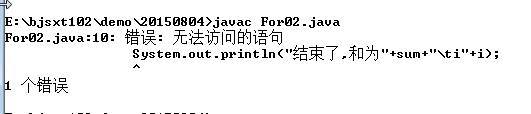 E:\bjsxt102\demo\20150804>javac For02.java
For02.java:10: 错误: 无法访问的语句
System.out.println("结束了,和为"+sum+"\ti"+i);
^
1 个错误